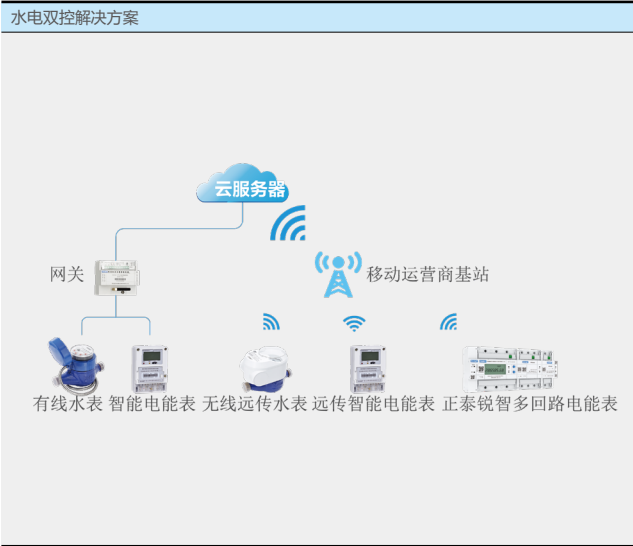 水电双控解决方案
云服务器
网关
移动运营商基站
有线水表 智能电能表 无线远传水表 远传智能电能表 正泰锐智多回路电能表